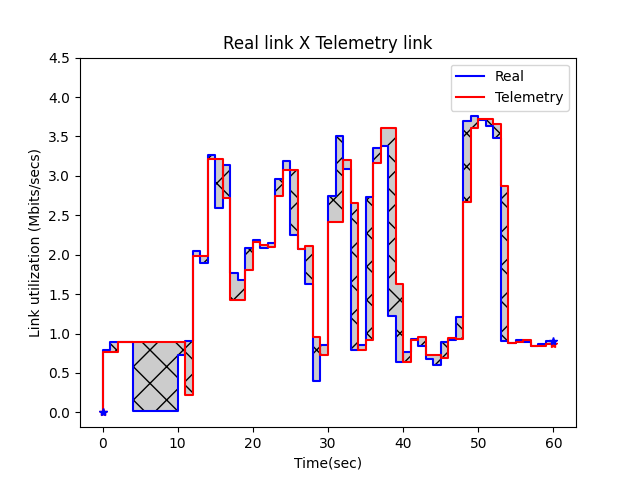 Real link X Telemetry link
Real
Telemetry
Link utilization (Mbits/secs)
4.5
4.0
3.5
3.0
2.5
2.0
1.5
1.0
0.5
0.0
0 10 20 30 40 50 60
Time(sec)